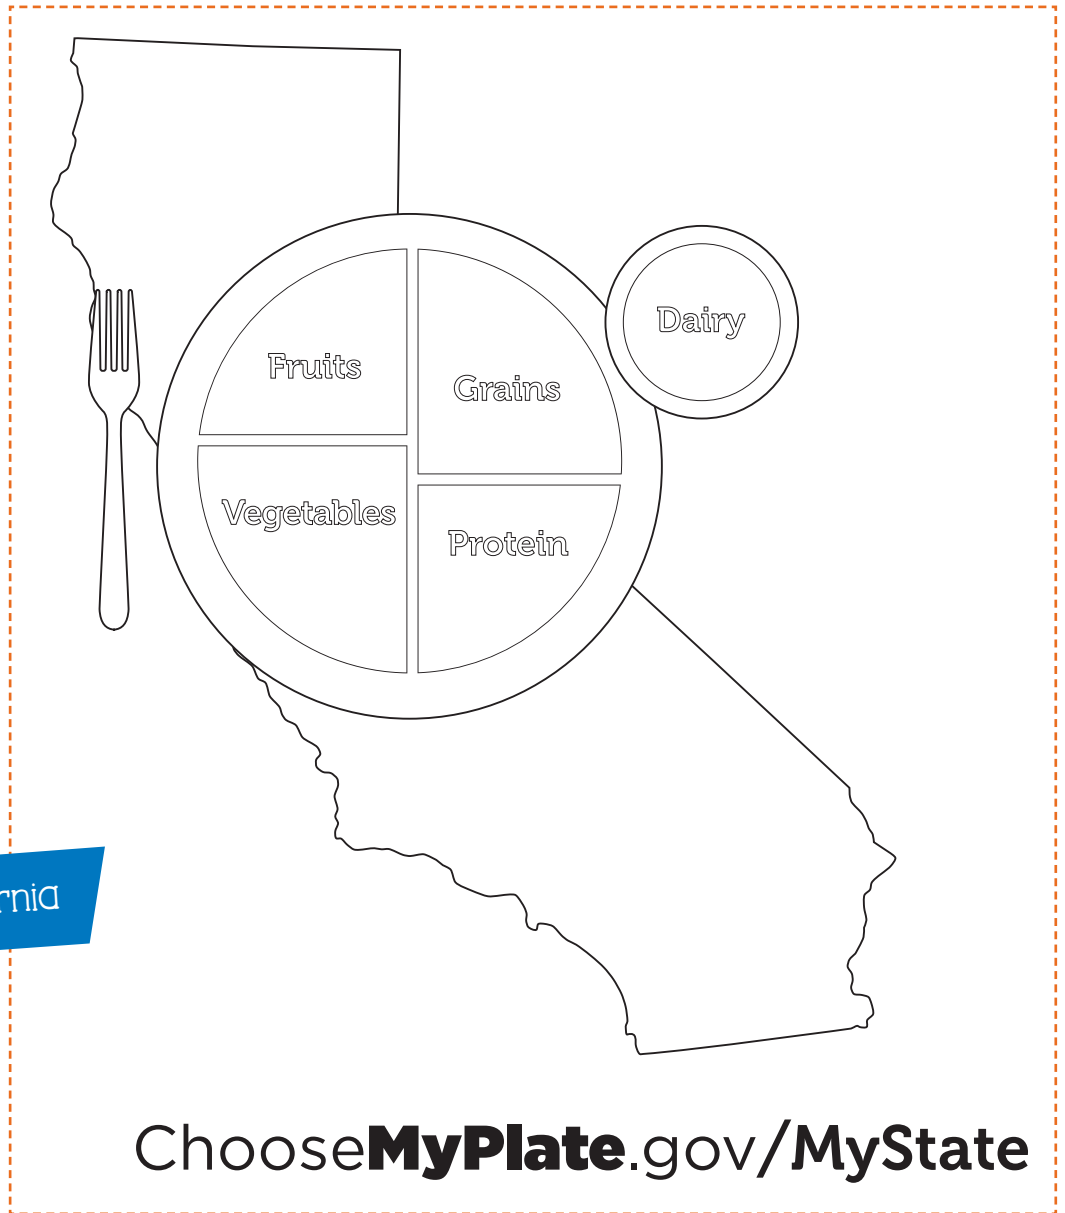 Dairy
Fruits
Grains
Vegetables
Protein
rnia
ChooseMyPlate.gov/MyState